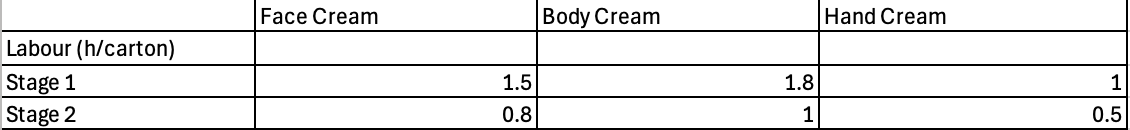 Face Cream Body Cream Hand Cream
Labour (h/carton)
Stage 1 1.5 1.8 1
Stage 2 0.8 1 0.5